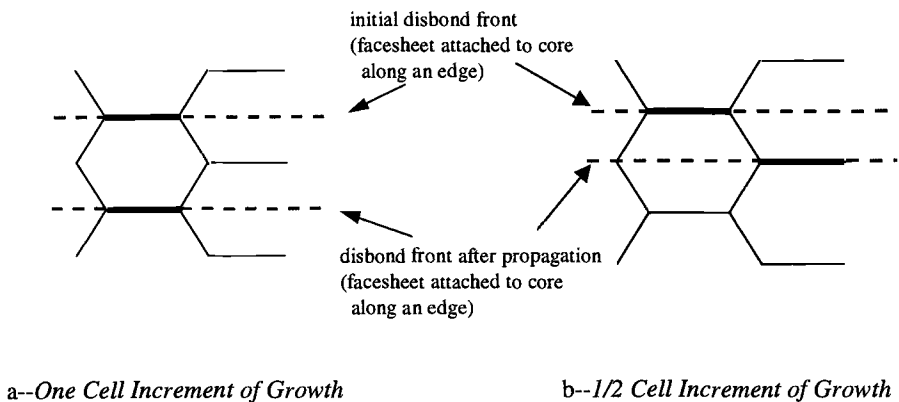 initial disbond front
(facesheet attached to core
along an edge)
disbond front after propagation
(facesheet attached to core
along an edge)
a--One Cell Increment of Growth
b--1/2 Cell Increment of Growth